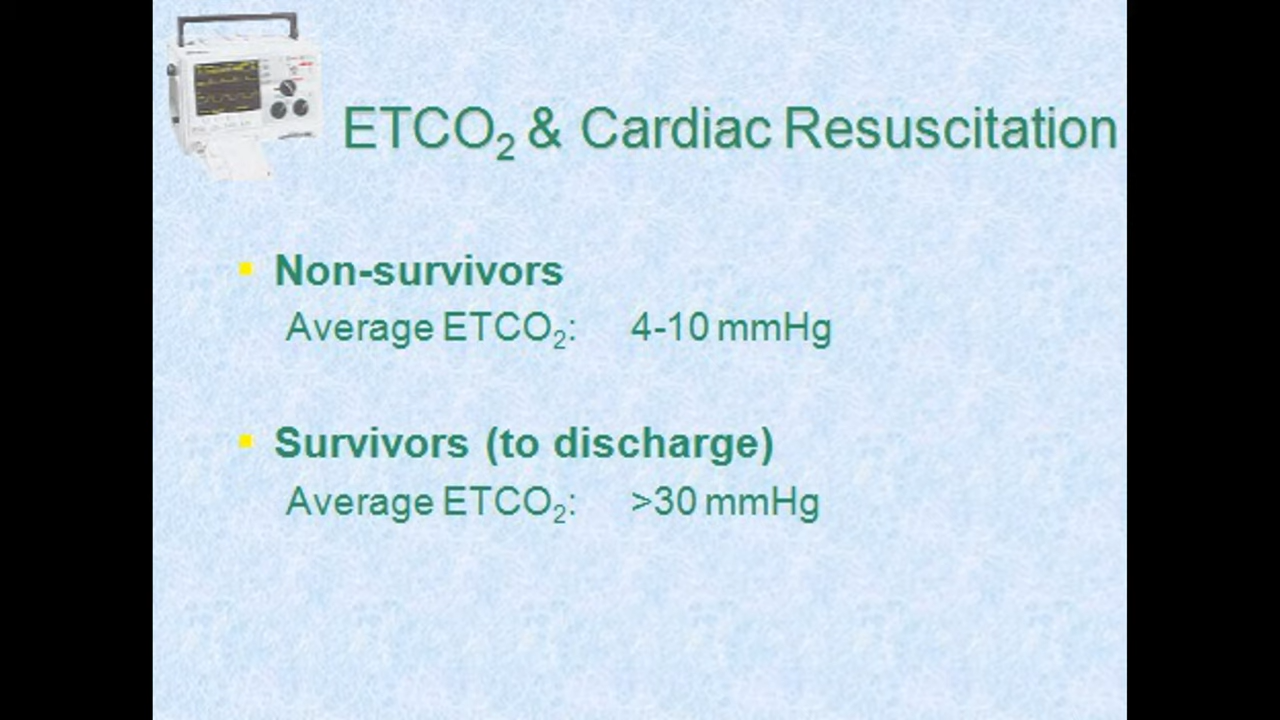 ETCO₂ & Cardiac Resuscitation
Non-survivors
Average ETCO₂: 4-10 mmHg
Survivors (to discharge)
Average ETCO₂: >30 mmHg